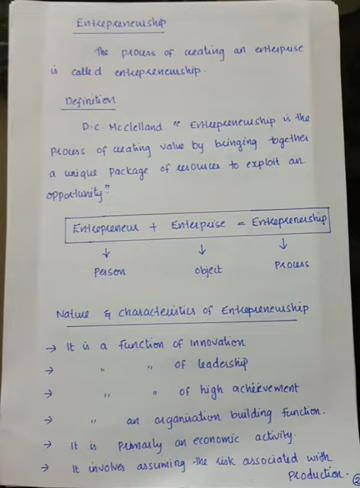 Entrepreneurship
The process of creating an enterprise
is called entrepreneurship.
Definition
D.C. McClelland "Entrepreneurship is the
process of creating value by bringing together
a unique package of resources to exploit an
opportunity"
Entrepreneur + Enterprise = Entrepreneurship
↓ ↓ ↓
Person object Process
Nature & characteristics of Entrepreneurship
→ It is a function of innovation
→ " " of leadership
→ " " of high achievement
→ " an organisation building function.
→ It is primarily an economic activity.
→ It involves assuming the risk associated with
production.